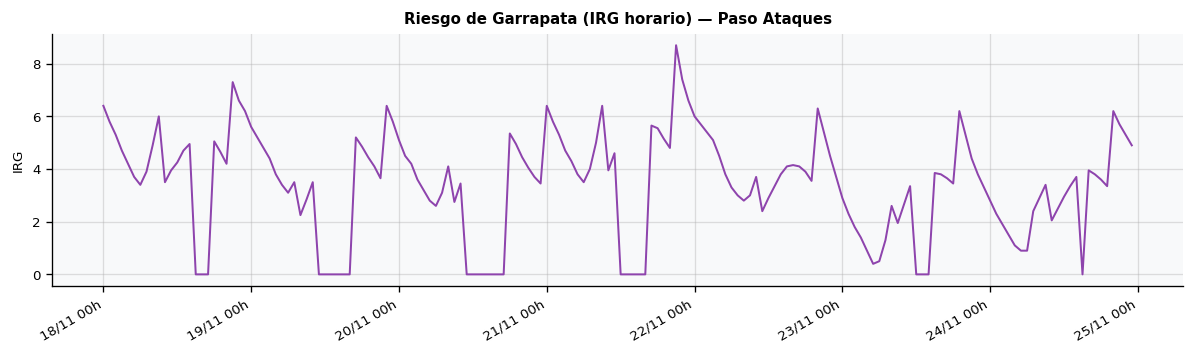 Riesgo de Garrapata (IRG horario) — Paso Ataques
IRG
8
6
4
2
0
18/11 00h
19/11 00h
20/11 00h
21/11 00h
22/11 00h
23/11 00h
24/11 00h
25/11 00h